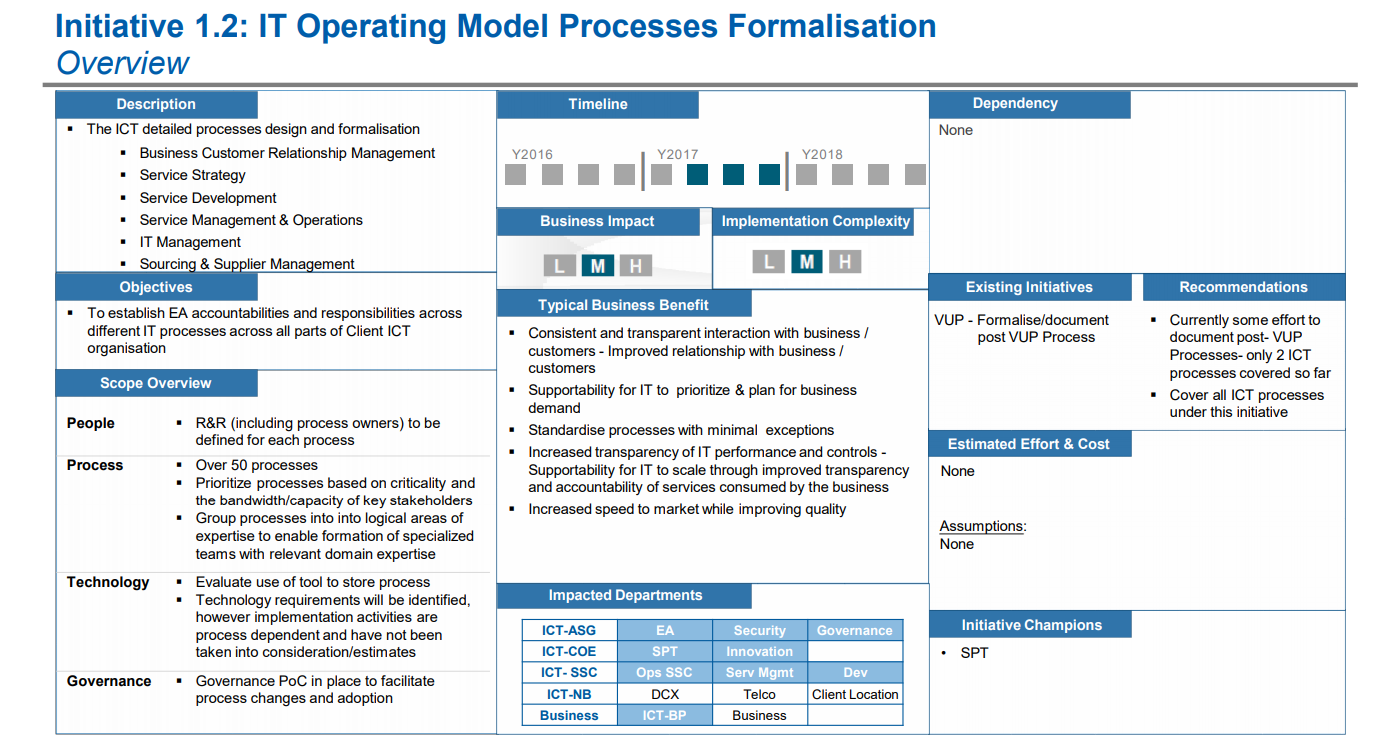 Initiative 1.2: IT Operating Model Processes Formalisation
Overview
Description
▪ The ICT detailed processes design and formalisation
▪ Business Customer Relationship Management
▪ Service Strategy
▪ Service Development
▪ Service Management & Operations
▪ IT Management
▪ Sourcing & Supplier Management
Objectives
▪ To establish EA accountabilities and responsibilities across
different IT processes across all parts of Client ICT
organisation
Scope Overview
People
▪ R&R (including process owners) to be
defined for each process
Process
▪ Over 50 processes
▪ Prioritize processes based on criticality and
the bandwidth/capacity of key stakeholders
▪ Group processes into into logical areas of
expertise to enable formation of specialized
teams with relevant domain expertise
Technology
▪ Evaluate use of tool to store process
▪ Technology requirements will be identified,
however implementation activities are
process dependent and have not been
taken into consideration/estimates
Governance
▪ Governance PoC in place to facilitate
process changes and adoption
Timeline
Y2016 Y2017 Y2018
Business Impact
L M H
Implementation Complexity
L M H
Typical Business Benefit
▪ Consistent and transparent interaction with business /
customers - Improved relationship with business /
customers
▪ Supportability for IT to prioritize & plan for business
demand
▪ Standardise processes with minimal exceptions
▪ Increased transparency of IT performance and controls -
Supportability for IT to scale through improved transparency
and accountability of services consumed by the business
▪ Increased speed to market while improving quality
Impacted Departments
ICT-ASG EA Security Governance
ICT-COE SPT Innovation
ICT- SSC Ops SSC Serv Mgmt Dev
ICT-NB DCX Telco Client Location
Business ICT-BP Business
Dependency
None
Existing Initiatives
VUP - Formalise/document
post VUP Process
Recommendations
▪ Currently some effort to
document post- VUP
Processes- only 2 ICT
processes covered so far
▪ Cover all ICT processes
under this initiative
Estimated Effort & Cost
None
Assumptions:
None
Initiative Champions
• SPT